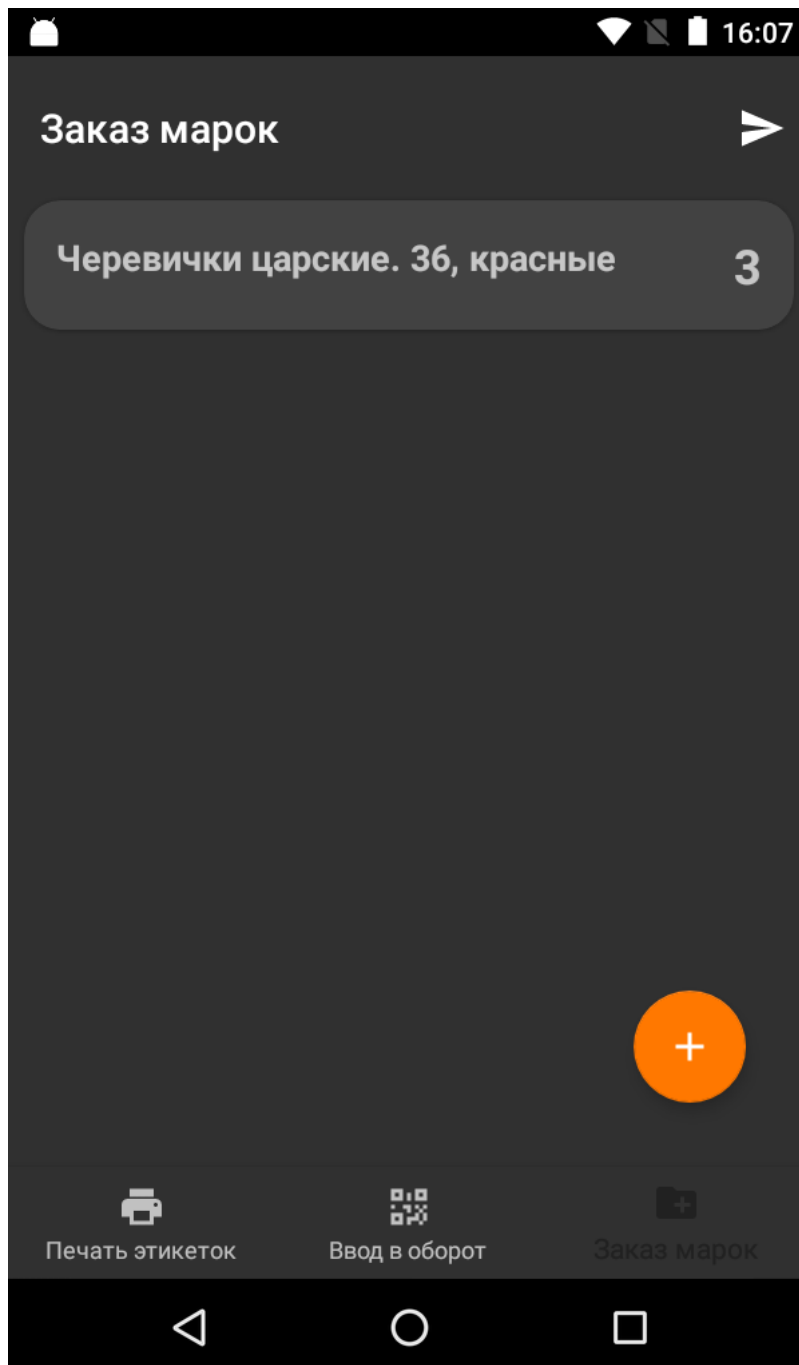 16:07
Заказ марок
Черевички царские. 36, красные
3
Печать этикеток
Ввод в оборот
Заказ марок